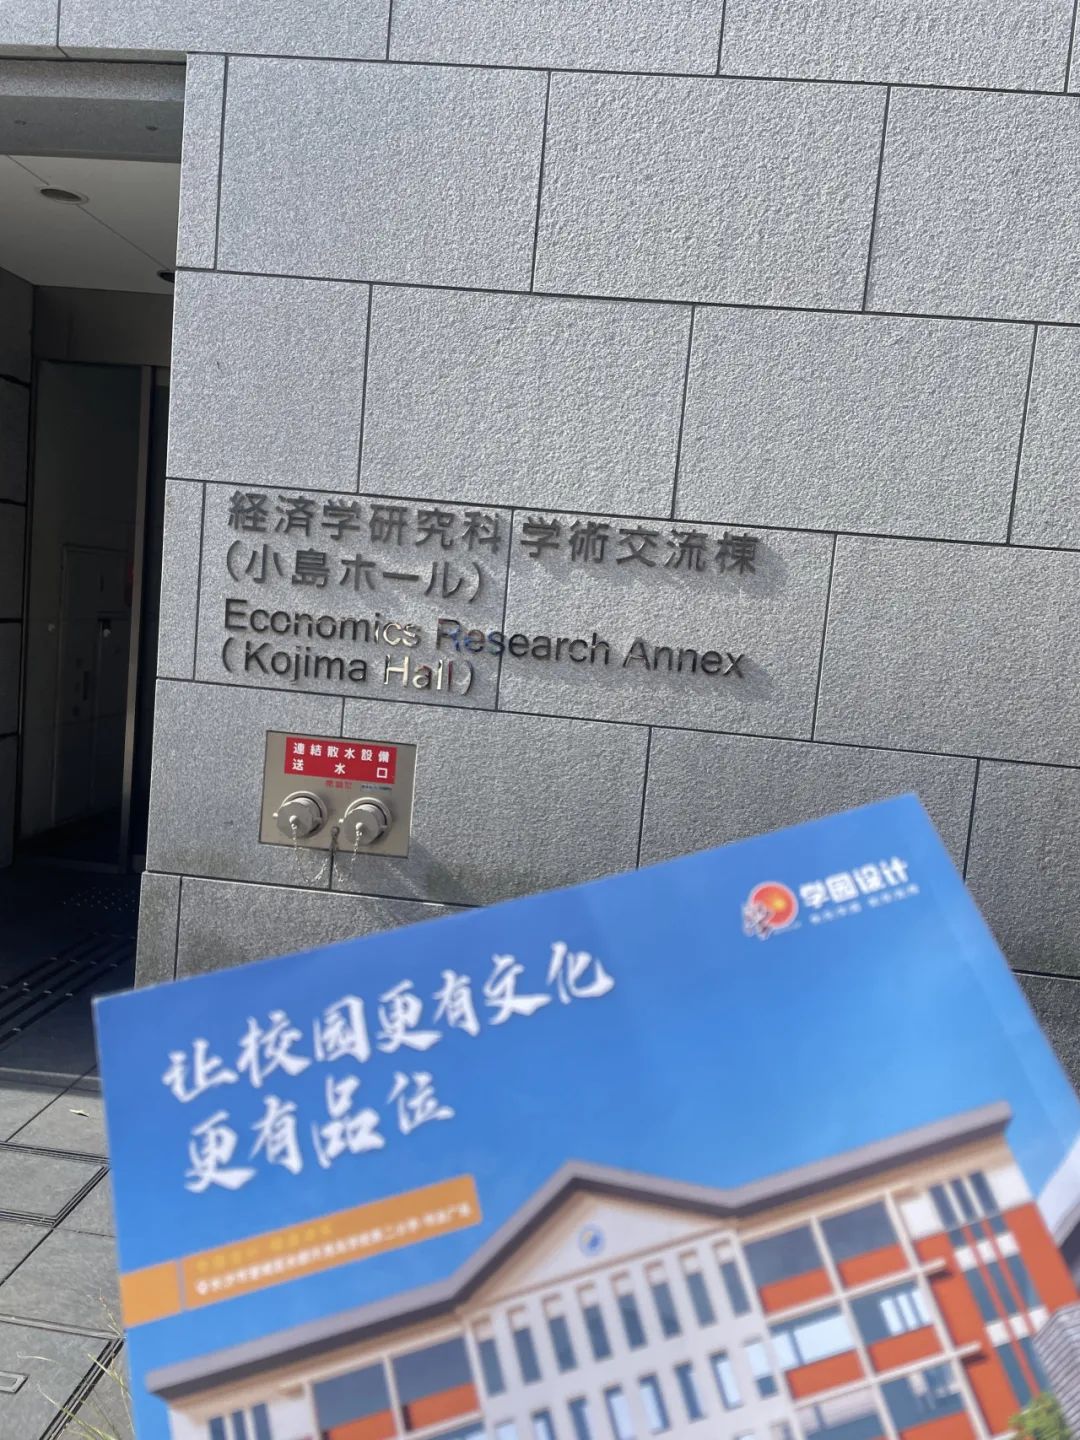 経済学研究科 学術交流棟
(小島ホール)
Economics Research Annex
(Kojima Hall)
連結散水設備
送水口
学园设计
让校园更有文化
更有品位